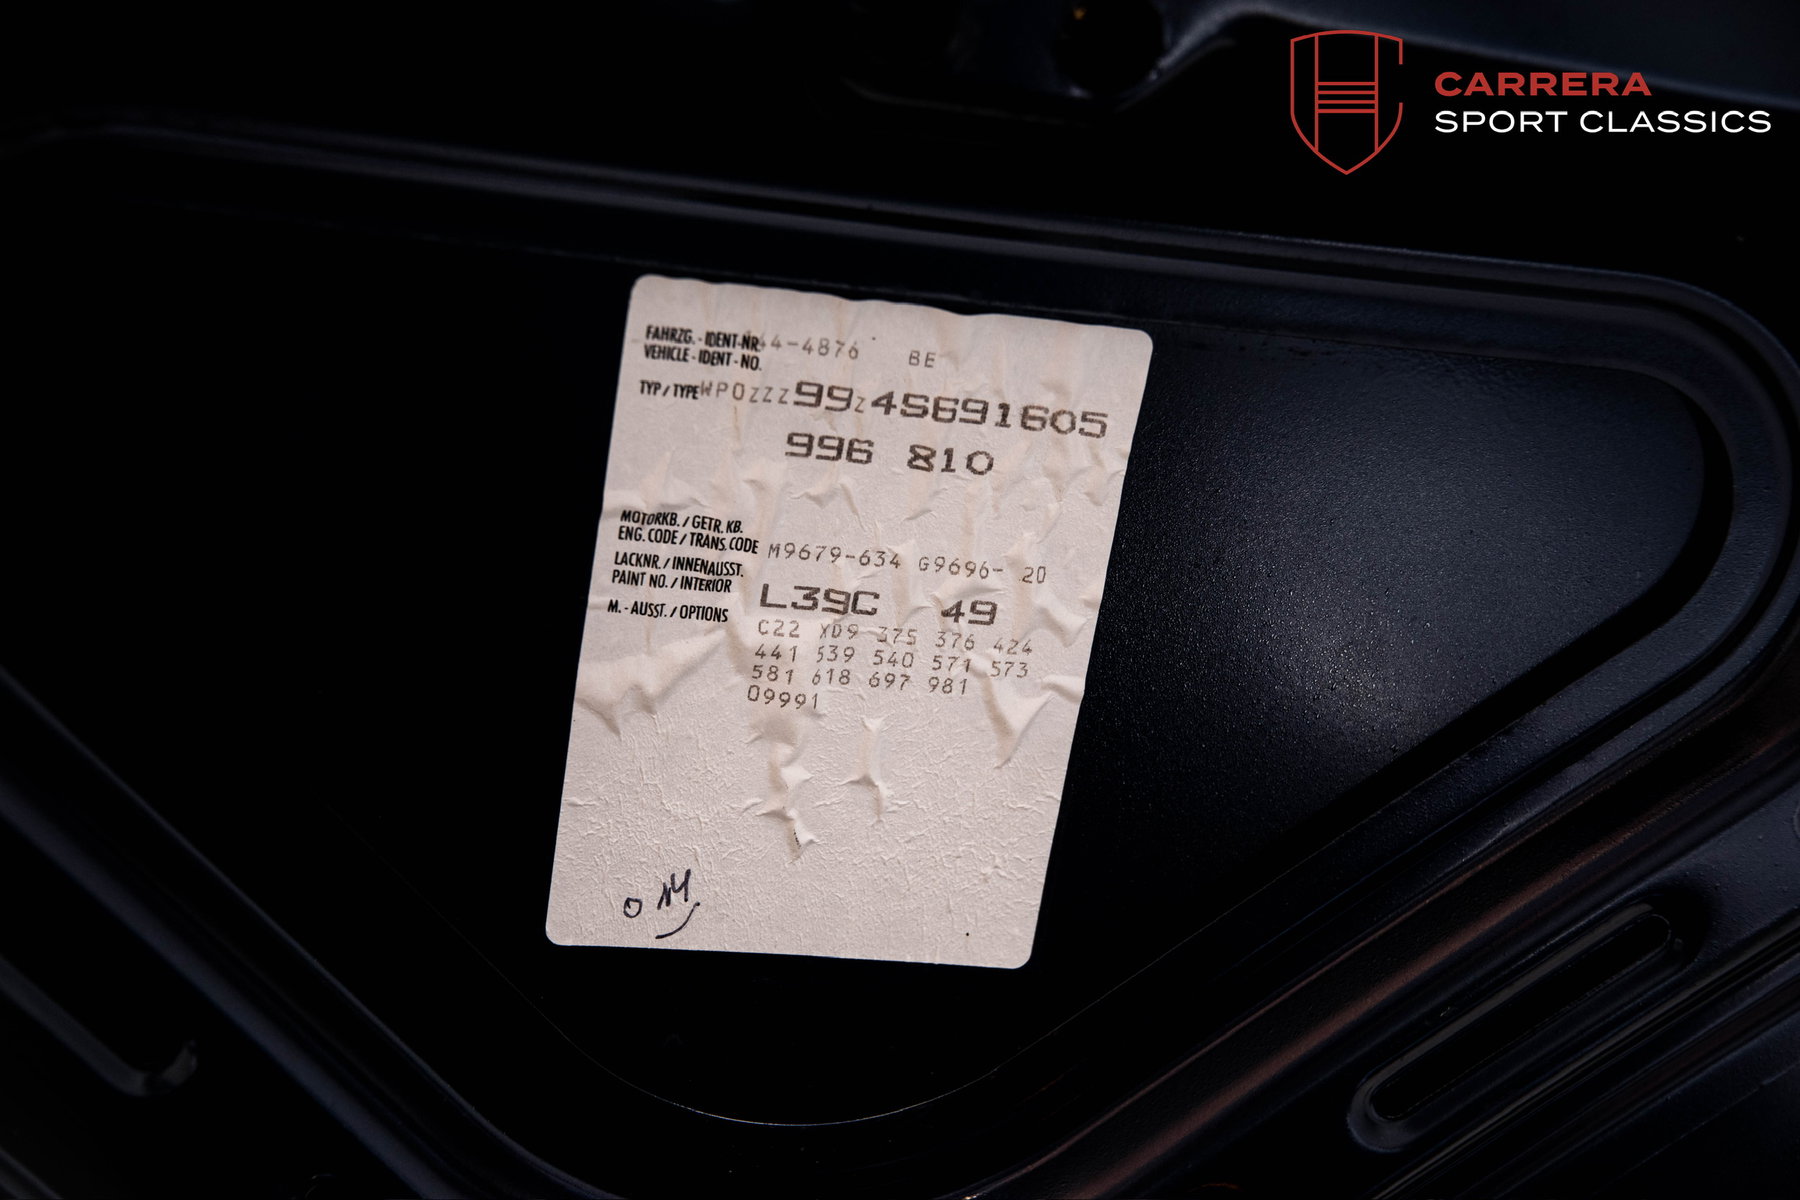 CARRERA
SPORT CLASSICS
FAHRZG. - IDENT-NR. 44-4876 BE
VEHICLE - IDENT - NO.
TYP / TYPE WP0ZZZ99Z4S691605
996 810
MOTORKB. / GETR. KB.
ENG. CODE / TRANS. CODE M9679-634 G9696- 20
LACKNR. / INNENAUSST.
PAINT NO. / INTERIOR L39C 49
M. - AUSST. / OPTIONS C22 XD9 375 376 424
441 539 540 571 573
581 618 697 981
09991